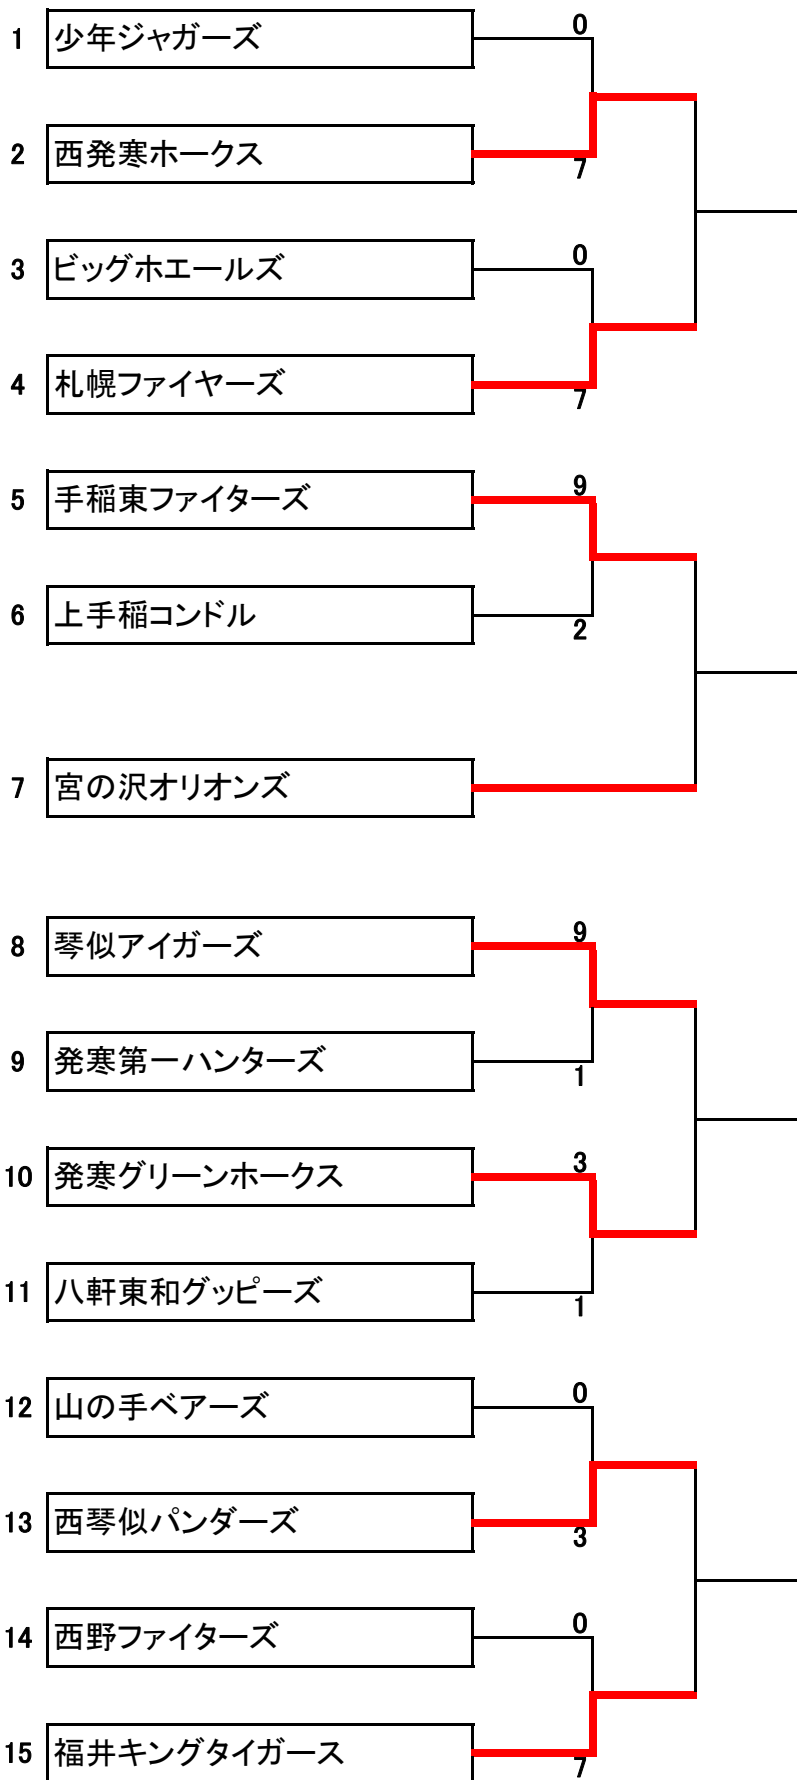 1 少年ジャガーズ 0
2 西発寒ホークス 7
3 ビッグホエールズ 0
4 札幌ファイヤーズ 7
5 手稲東ファイターズ 9
6 上手稲コンドル 2
7 宮の沢オリオンズ
8 琴似アイガーズ 9
9 発寒第一ハンターズ 1
10 発寒グリーンホークス 3
11 八軒東和グッピーズ 1
12 山の手ベアーズ 0
13 西琴似パンダーズ 3
14 西野ファイターズ 0
15 福井キングタイガース 7